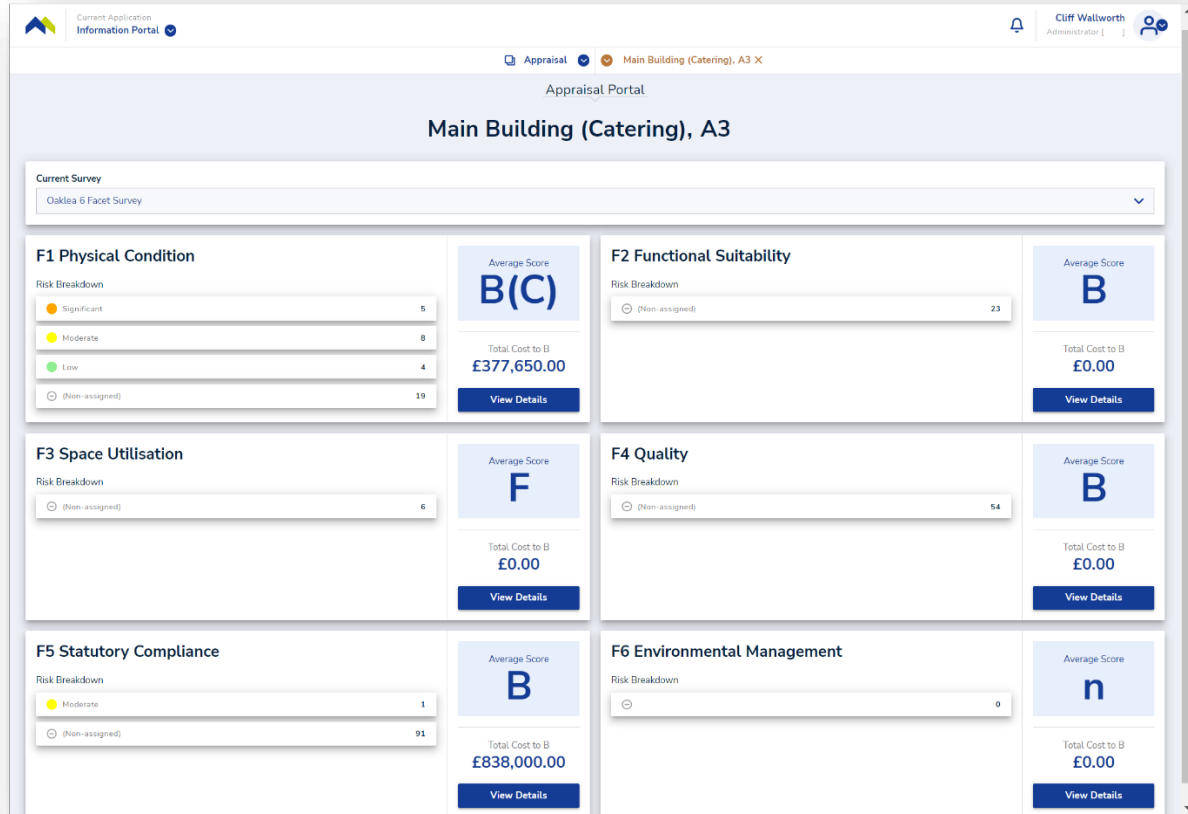 Current Application
Information Portal
Cliff Wallworth
Administrator [ ]
Appraisal
Main Building (Catering), A3
Appraisal Portal
Main Building (Catering), A3
Current Survey
Oaklea 6 Facet Survey
F1 Physical Condition
Risk Breakdown
Significant 5
Moderate 8
Low 4
(Non-assigned) 19
Average Score
B(C)
Total Cost to B
£377,650.00
View Details
F2 Functional Suitability
Risk Breakdown
(Non-assigned) 23
Average Score
B
Total Cost to B
£0.00
View Details
F3 Space Utilisation
Risk Breakdown
(Non-assigned) 6
Average Score
F
Total Cost to B
£0.00
View Details
F4 Quality
Risk Breakdown
(Non-assigned) 54
Average Score
B
Total Cost to B
£0.00
View Details
F5 Statutory Compliance
Risk Breakdown
Moderate 1
(Non-assigned) 91
Average Score
B
Total Cost to B
£838,000.00
View Details
F6 Environmental Management
Risk Breakdown
0
Average Score
n
Total Cost to B
£0.00
View Details